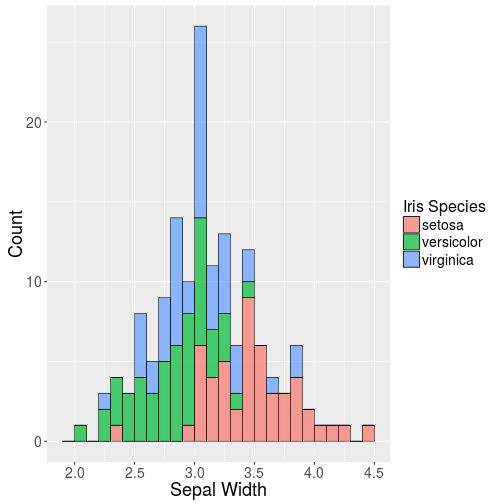 Count
20
10
0
2.0 2.5 3.0 3.5 4.0 4.5
Sepal Width
Iris Species
setosa
versicolor
virginica